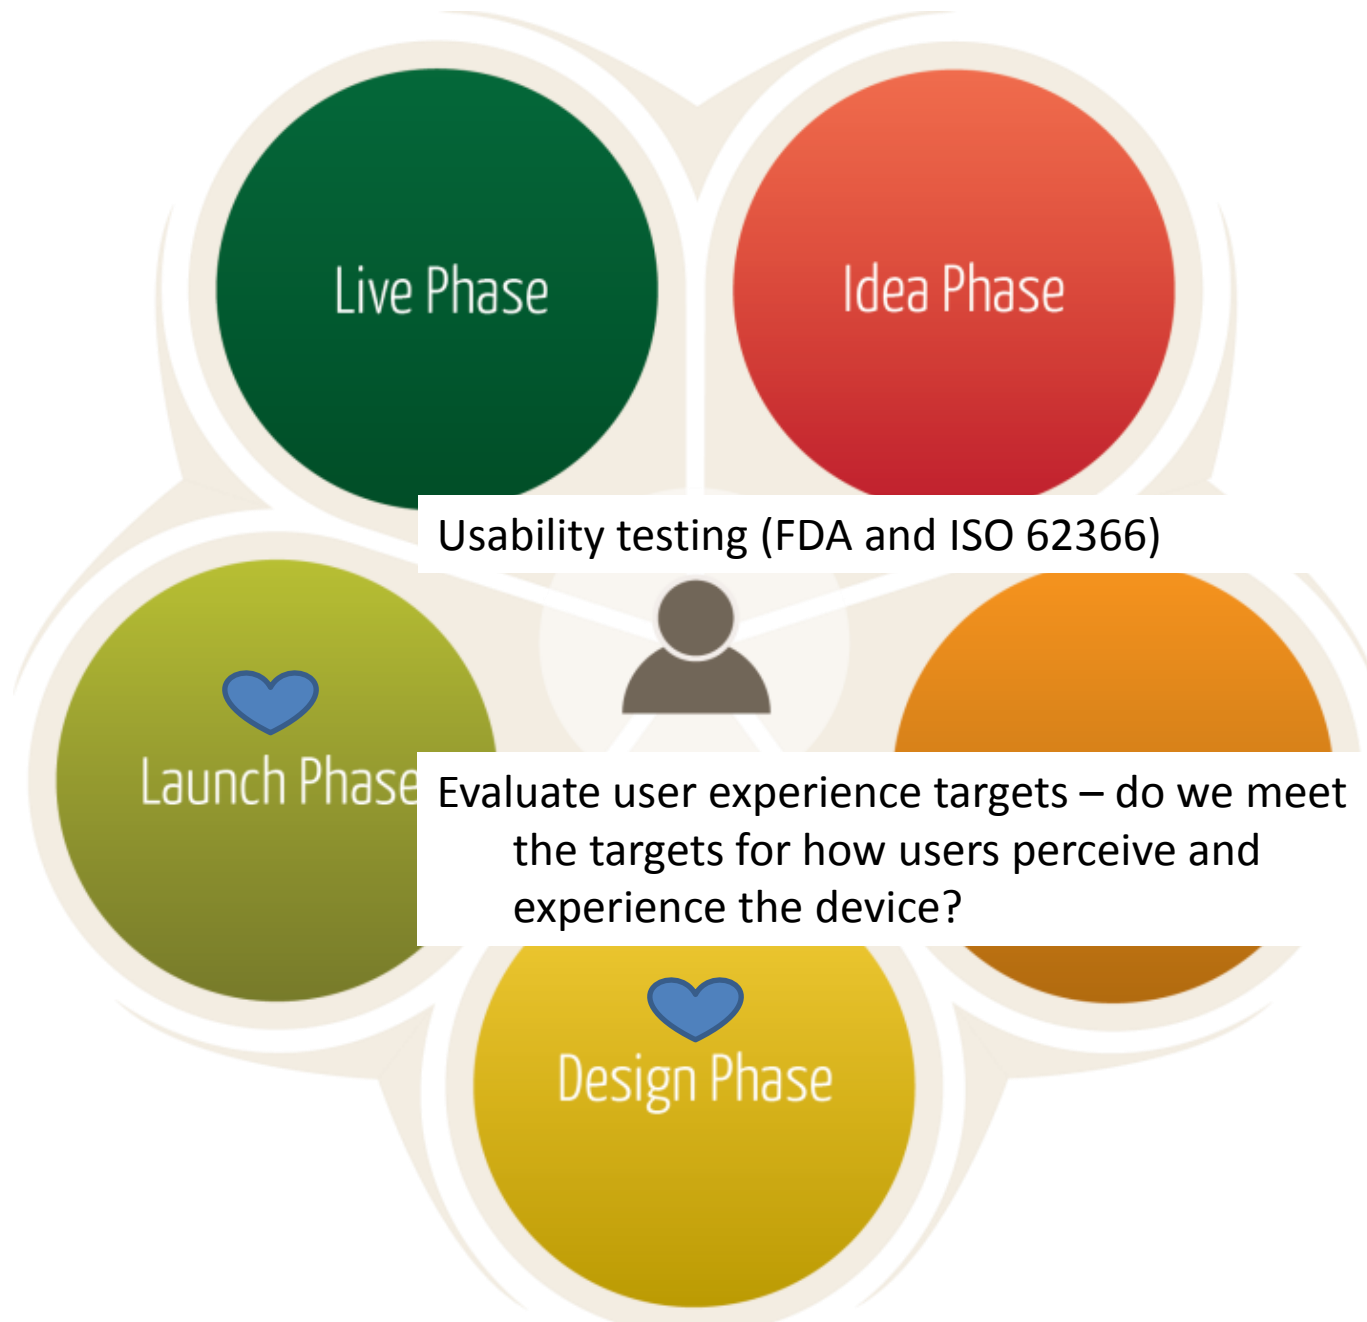 Live Phase
Idea Phase
Usability testing (FDA and ISO 62366)
Launch Phase
Evaluate user experience targets – do we meet
the targets for how users perceive and
experience the device?
Design Phase